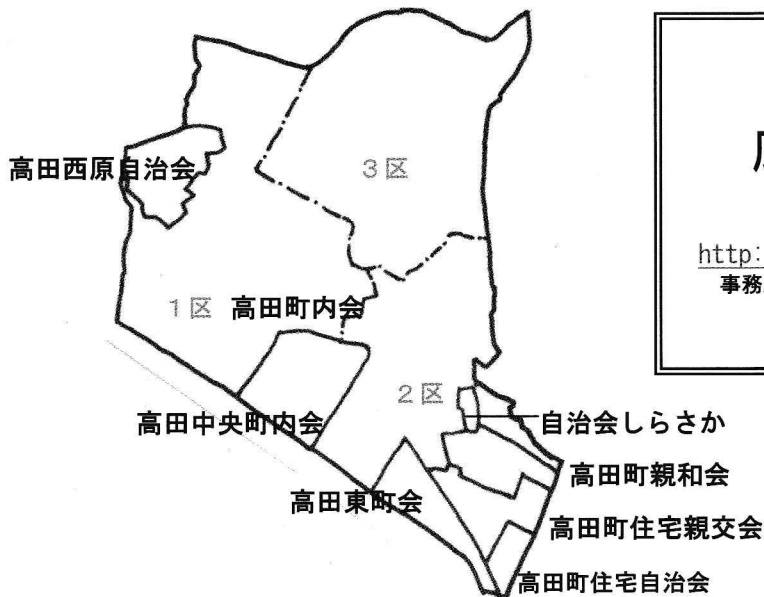 高田西原自治会
3区
1区
高田町内会
2区
高田中央町内会
自治会しらさか
高田町親和会
高田東町会
高田町住宅親交会
高田町住宅自治会
http:
事務